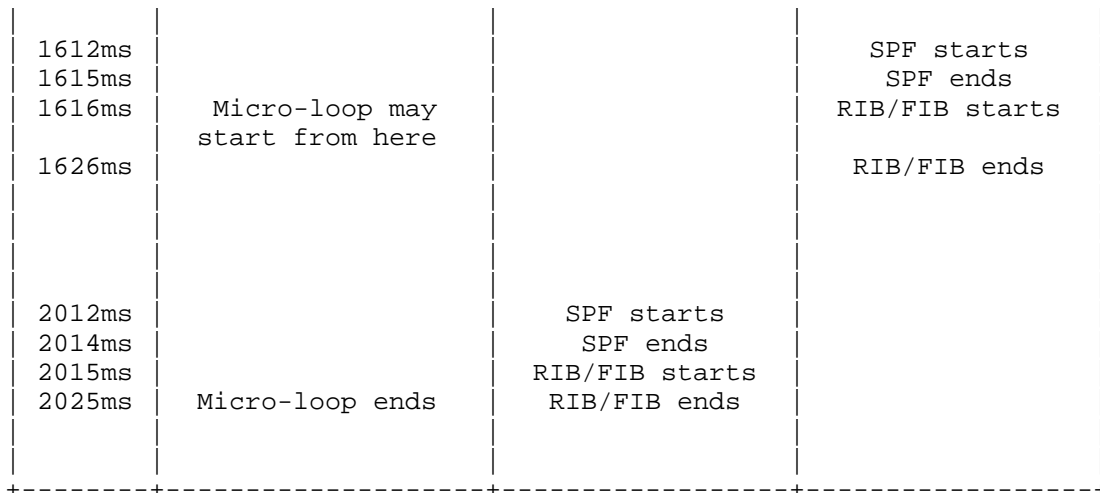 |        |                    |                  |                    |
| 1612ms |                    |                  | SPF starts         |
| 1615ms |                    |                  | SPF ends           |
| 1616ms | Micro-loop may     |                  | RIB/FIB starts     |
|        | start from here    |                  |                    |
| 1626ms |                    |                  | RIB/FIB ends       |
|        |                    |                  |                    |
|        |                    |                  |                    |
|        |                    |                  |                    |
|        |                    |                  |                    |
| 2012ms |                    | SPF starts       |                    |
| 2014ms |                    | SPF ends         |                    |
| 2015ms |                    | RIB/FIB starts   |                    |
| 2025ms | Micro-loop ends    | RIB/FIB ends     |                    |
|        |                    |                  |                    |
|        |                    |                  |                    |
+--------+--------------------+------------------+--------------------